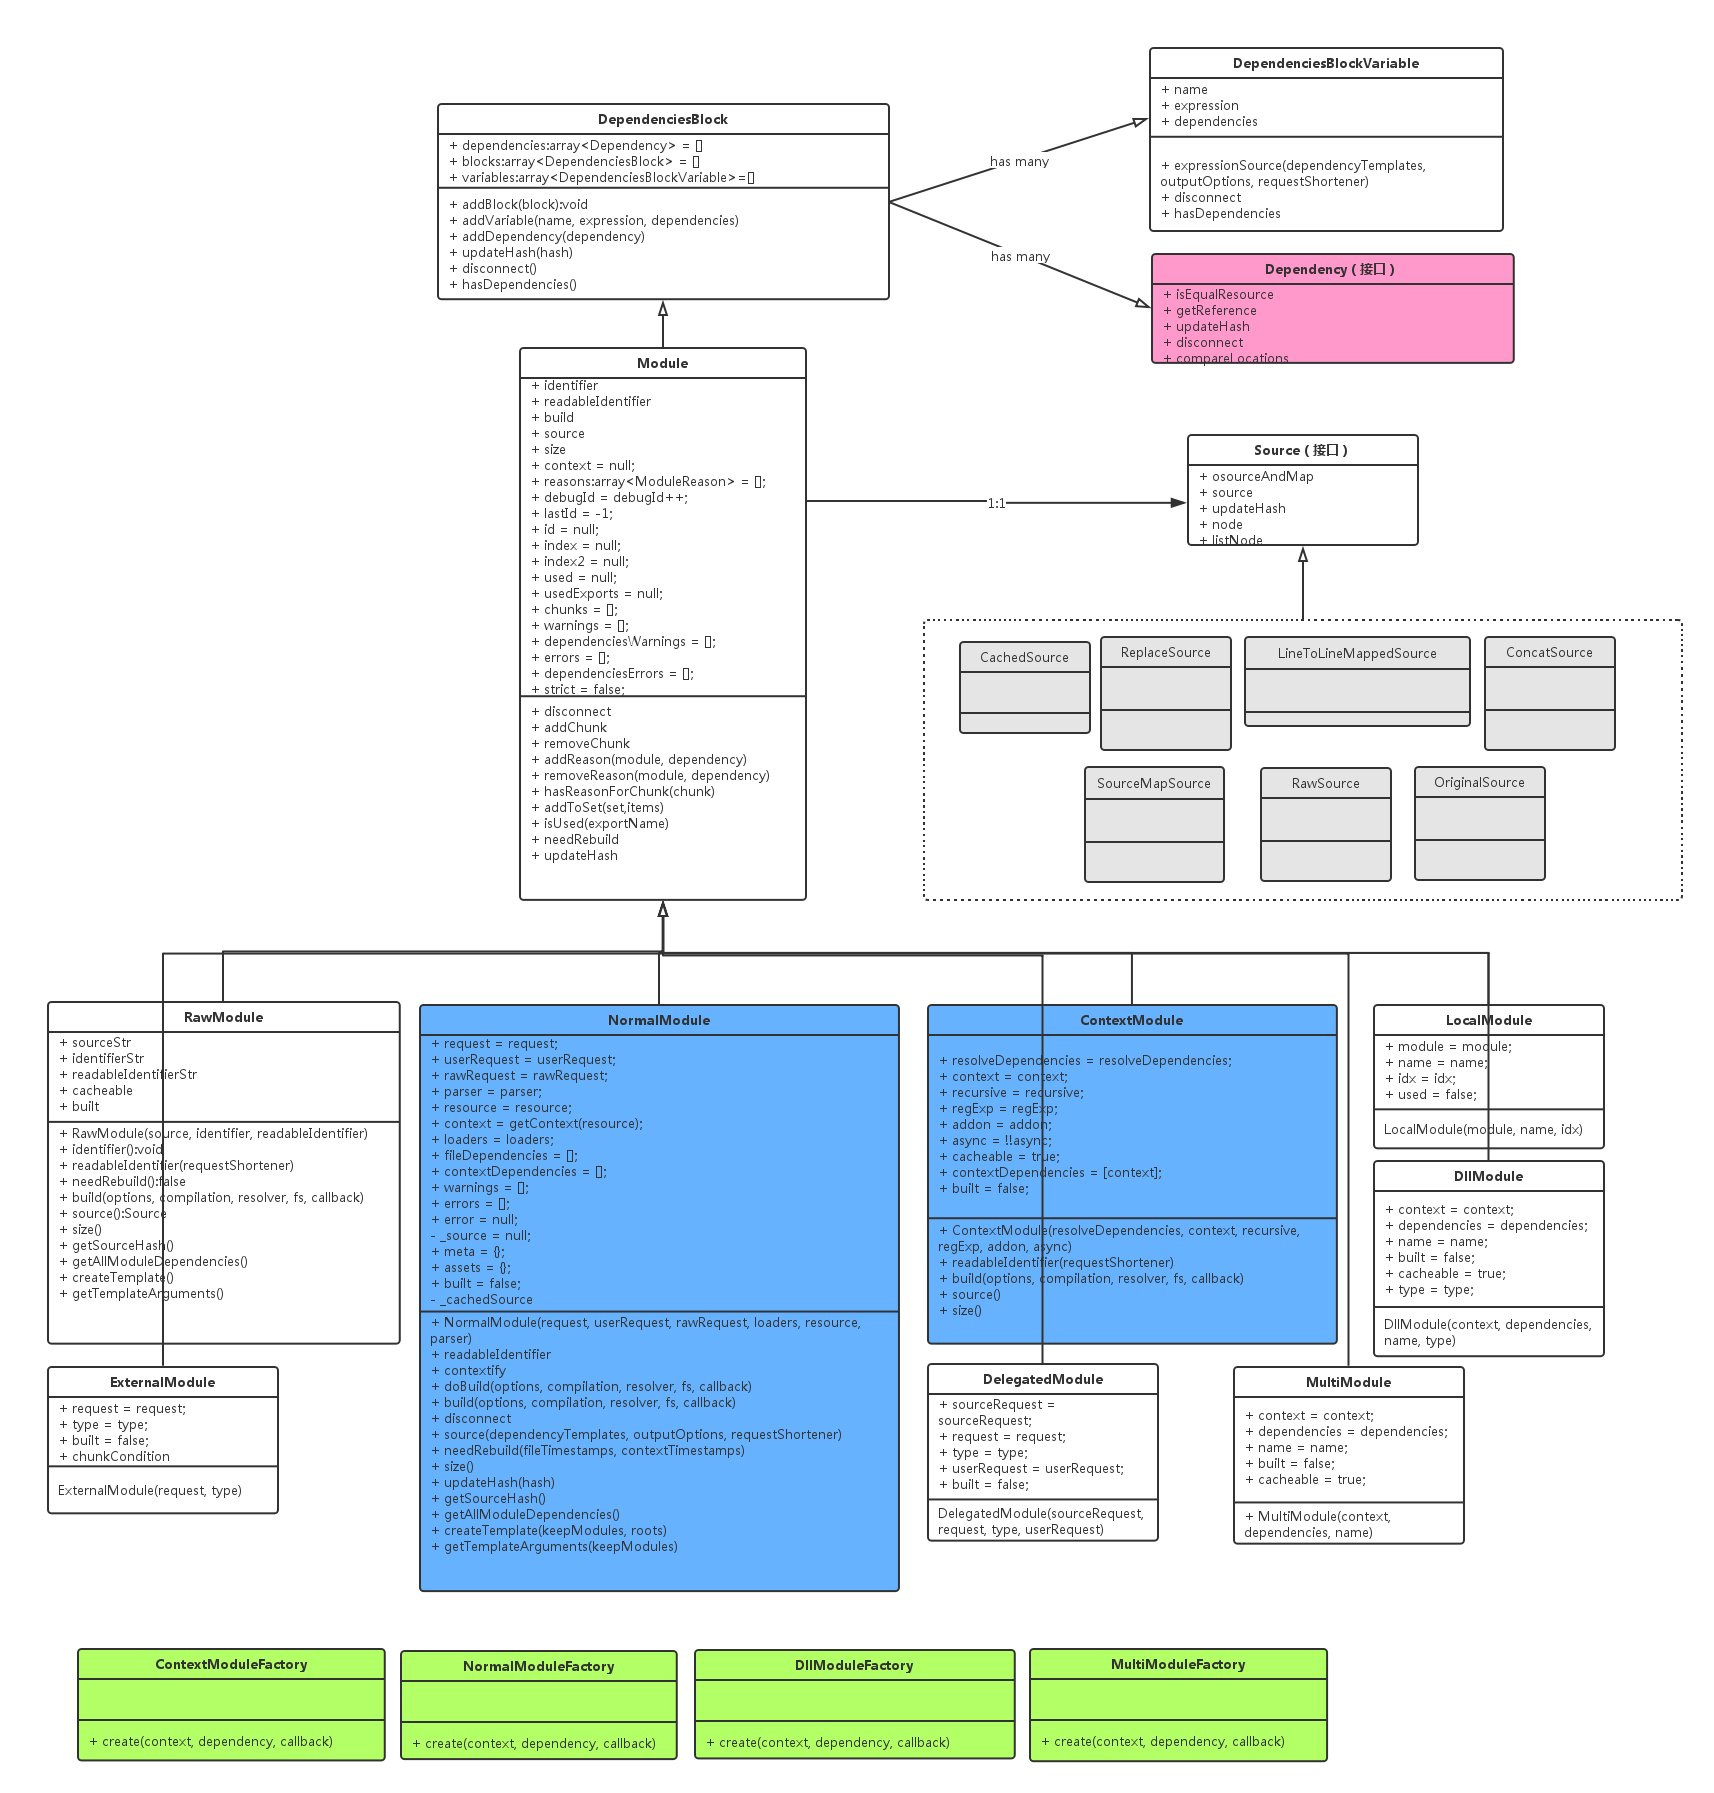 DependenciesBlockVariable
+ name
+ expression
+ dependencies
+ expressionSource(dependencyTemplates,
outputOptions, requestShortener)
+ disconnect
+ hasDependencies
DependenciesBlock
+ dependencies:array<Dependency> = []
+ blocks:array<DependenciesBlock> = []
+ variables:array<DependenciesBlockVariable>=[]
+ addBlock(block):void
+ addVariable(name, expression, dependencies)
+ addDependency(dependency)
+ updateHash(hash)
+ disconnect()
+ hasDependencies()
has many
has many
Dependency ( 接口 )
+ isEqualResource
+ getReference
+ updateHash
+ disconnect
+ compareLocations
Module
+ identifier
+ readableIdentifier
+ build
+ source
+ size
+ context = null;
+ reasons:array<ModuleReason> = [];
+ debugId = debugId++;
+ lastId = -1;
+ id = null;
+ index = null;
+ index2 = null;
+ used = null;
+ usedExports = null;
+ chunks = [];
+ warnings = [];
+ dependenciesWarnings = [];
+ errors = [];
+ dependenciesErrors = [];
+ strict = false;
+ disconnect
+ addChunk
+ removeChunk
+ addReason(module, dependency)
+ removeReason(module, dependency)
+ hasReasonForChunk(chunk)
+ addToSet(set,items)
+ isUsed(exportName)
+ needRebuild
+ updateHash
1:1
Source ( 接口 )
+ osourceAndMap
+ source
+ updateHash
+ node
+ listNode
CachedSource
ReplaceSource
LineToLineMappedSource
ConcatSource
SourceMapSource
RawSource
OriginalSource
RawModule
+ sourceStr
+ identifierStr
+ readableIdentifierStr
+ cacheable
+ built
+ RawModule(source, identifier, readableIdentifier)
+ identifier():void
+ readableIdentifier(requestShortener)
+ needRebuild():false
+ build(options, compilation, resolver, fs, callback)
+ source():Source
+ size()
+ getSourceHash()
+ getAllModuleDependencies()
+ createTemplate()
+ getTemplateArguments()
NormalModule
+ request = request;
+ userRequest = userRequest;
+ rawRequest = rawRequest;
+ parser = parser;
+ resource = resource;
+ context = getContext(resource);
+ loaders = loaders;
+ fileDependencies = [];
+ contextDependencies = [];
+ warnings = [];
+ errors = [];
+ error = null;
- _source = null;
+ meta = {};
+ assets = {};
+ built = false;
- _cachedSource
+ NormalModule(request, userRequest, rawRequest, loaders, resource,
parser)
+ readableIdentifier
+ contextify
+ doBuild(options, compilation, resolver, fs, callback)
+ build(options, compilation, resolver, fs, callback)
+ disconnect
+ source(dependencyTemplates, outputOptions, requestShortener)
+ needRebuild(fileTimestamps, contextTimestamps)
+ size()
+ updateHash(hash)
+ getSourceHash()
+ getAllModuleDependencies()
+ createTemplate(keepModules, roots)
+ getTemplateArguments(keepModules)
ContextModule
+ resolveDependencies = resolveDependencies;
+ context = context;
+ recursive = recursive;
+ regExp = regExp;
+ addon = addon;
+ async = !!async;
+ cacheable = true;
+ contextDependencies = [context];
+ built = false;
+ ContextModule(resolveDependencies, context, recursive,
regExp, addon, async)
+ readableIdentifier(requestShortener)
+ build(options, compilation, resolver, fs, callback)
+ source()
+ size()
LocalModule
+ module = module;
+ name = name;
+ idx = idx;
+ used = false;
LocalModule(module, name, idx)
DllModule
+ context = context;
+ dependencies = dependencies;
+ name = name;
+ built = false;
+ cacheable = true;
+ type = type;
DllModule(context, dependencies,
name, type)
ExternalModule
+ request = request;
+ type = type;
+ built = false;
+ chunkCondition
ExternalModule(request, type)
DelegatedModule
+ sourceRequest =
sourceRequest;
+ request = request;
+ type = type;
+ userRequest = userRequest;
+ built = false;
DelegatedModule(sourceRequest,
request, type, userRequest)
MultiModule
+ context = context;
+ dependencies = dependencies;
+ name = name;
+ built = false;
+ cacheable = true;
+ MultiModule(context,
dependencies, name)
ContextModuleFactory
+ create(context, dependency, callback)
NormalModuleFactory
+ create(context, dependency, callback)
DllModuleFactory
+ create(context, dependency, callback)
MultiModuleFactory
+ create(context, dependency, callback)